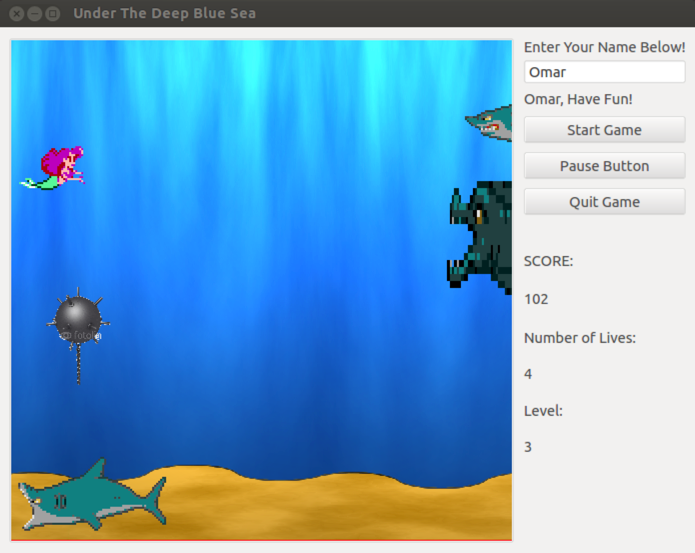 Under The Deep Blue Sea
Enter Your Name Below!
Omar
Omar, Have Fun!
Start Game
Pause Button
Quit Game
SCORE:
102
Number of Lives:
4
Level:
3